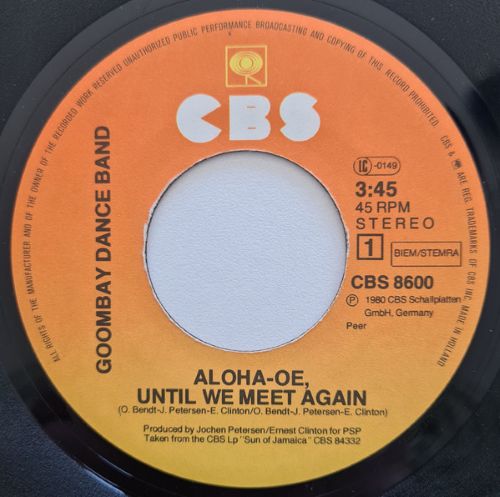 ALL RIGHTS OF THE MANUFACTURER AND OF THE OWNER OF THE RECORDED WORK RESERVED UNAUTHORIZED PUBLIC PERFORMANCE BROADCASTING AND COPYING OF THIS RECORD PROHIBITED. CBS & ARE REG. TRADEMARKS OF CBS INC. MADE IN HOLLAND
CBS
GOOMBAY DANCE BAND
LC -0149
3:45
45 RPM
STEREO
1 BIEM/STEMRA
CBS 8600
Ⓟ 1980 CBS Schallplatten
GmbH, Germany
Peer
ALOHA-OE,
UNTIL WE MEET AGAIN
(O. Bendt-J. Petersen-E. Clinton/O. Bendt-J. Petersen-E. Clinton)
Produced by Jochen Petersen/Ernest Clinton for PSP
Taken from the CBS Lp "Sun of Jamaica" CBS 84332